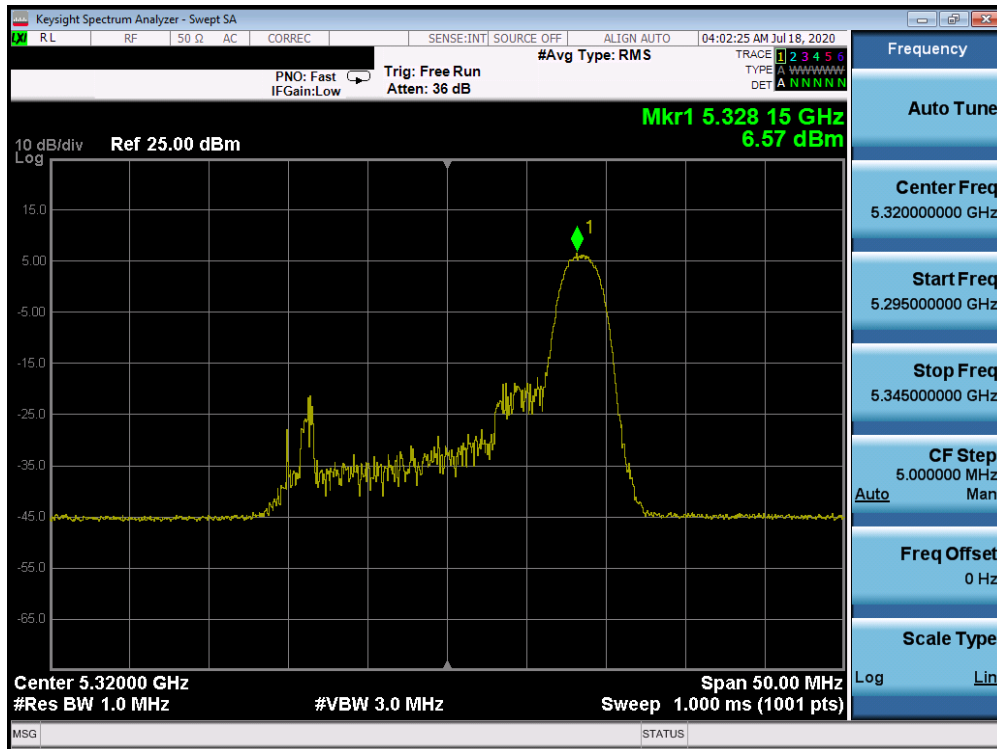 Keysight Spectrum Analyzer - Swept SA
LXI RL RF 50 Ω AC CORREC SENSE:INT SOURCE OFF ALIGN AUTO 04:02:25 AM Jul 18, 2020
#Avg Type: RMS
TRACE 1 2 3 4 5 6
PNO: Fast Trig: Free Run
TYPE A WWWWW
IFGain:Low Atten: 36 dB
DET A N N N N N
Mkr1 5.328 15 GHz
6.57 dBm
10 dB/div Ref 25.00 dBm
Log
1
15.0
5.00
-5.00
-15.0
-25.0
-35.0
-45.0
-55.0
-65.0
Center 5.32000 GHz Span 50.00 MHz
#Res BW 1.0 MHz #VBW 3.0 MHz Sweep 1.000 ms (1001 pts)
MSG STATUS
Frequency
Auto Tune
Center Freq
5.320000000 GHz
Start Freq
5.295000000 GHz
Stop Freq
5.345000000 GHz
CF Step
5.000000 MHz
Auto Man
Freq Offset
0 Hz
Scale Type
Log Lin